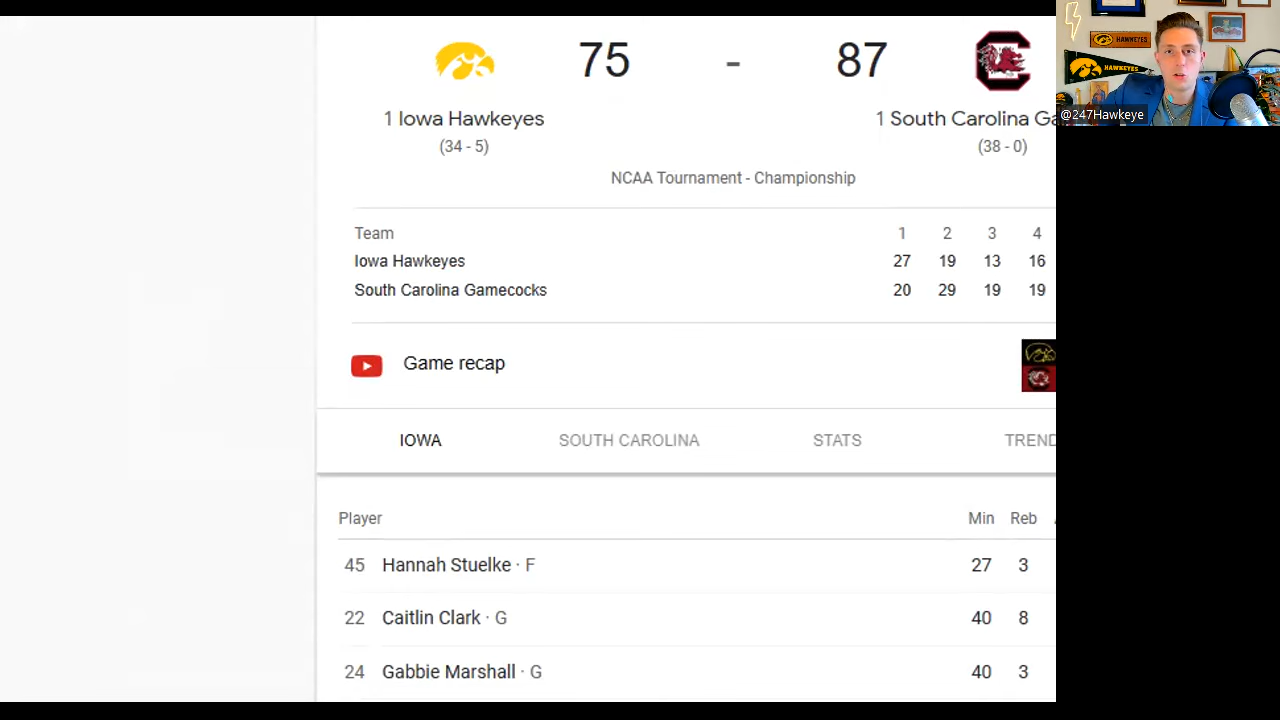 75 - 87
1 Iowa Hawkeyes
1 South Carolina Ga
(34 - 5)
(38 - 0)
NCAA Tournament - Championship
Team 1 2 3 4
Iowa Hawkeyes 27 19 13 16
South Carolina Gamecocks 20 29 19 19
Game recap
IOWA SOUTH CAROLINA STATS TREND
Player Min Reb
45 Hannah Stuelke · F 27 3
22 Caitlin Clark · G 40 8
24 Gabbie Marshall · G 40 3
HAWKEYES
HAWKEYES
@247Hawkeye